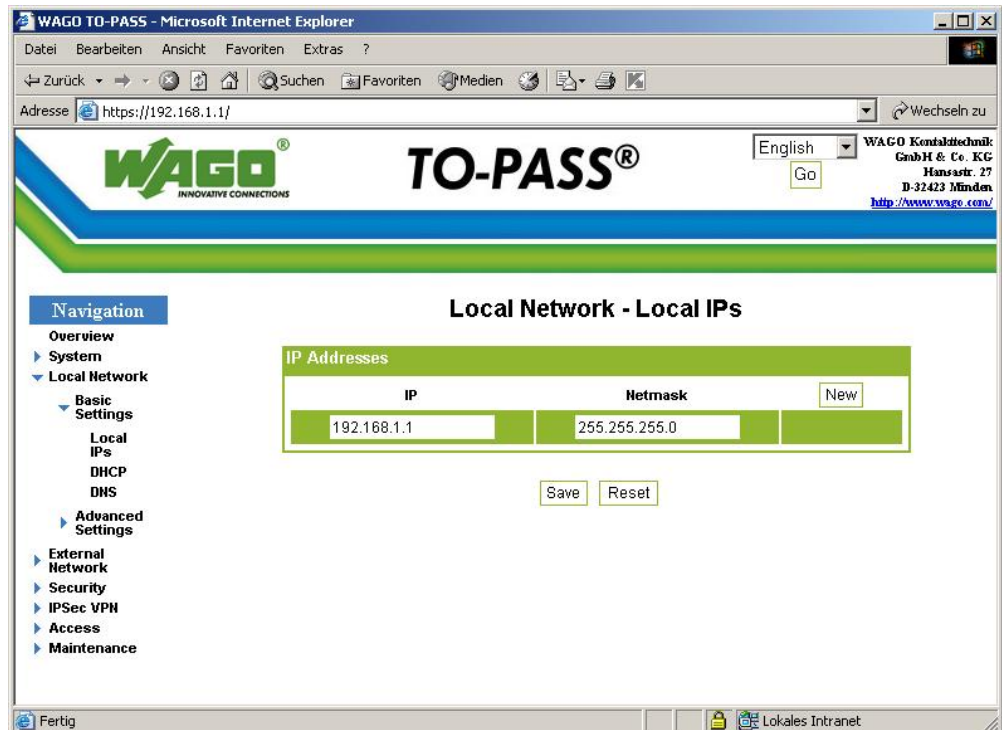 WAGO TO-PASS - Microsoft Internet Explorer
Datei Bearbeiten Ansicht Favoriten Extras ?
Zurück Suchen Favoriten Medien
Adresse https://192.168.1.1/ Wechseln zu
WAGO®
INNOVATIVE CONNECTIONS
TO-PASS®
English
Go
WAGO Kontakttechnik
GmbH & Co. KG
Hansastr. 27
D-32423 Minden
http://www.wago.com/
Navigation
Overview
System
Local Network
Basic
Settings
Local
IPs
DHCP
DNS
Advanced
Settings
External
Network
Security
IPSec VPN
Access
Maintenance
Local Network - Local IPs
IP Addresses
IP Netmask New
192.168.1.1 255.255.255.0
Save Reset
Fertig Lokales Intranet